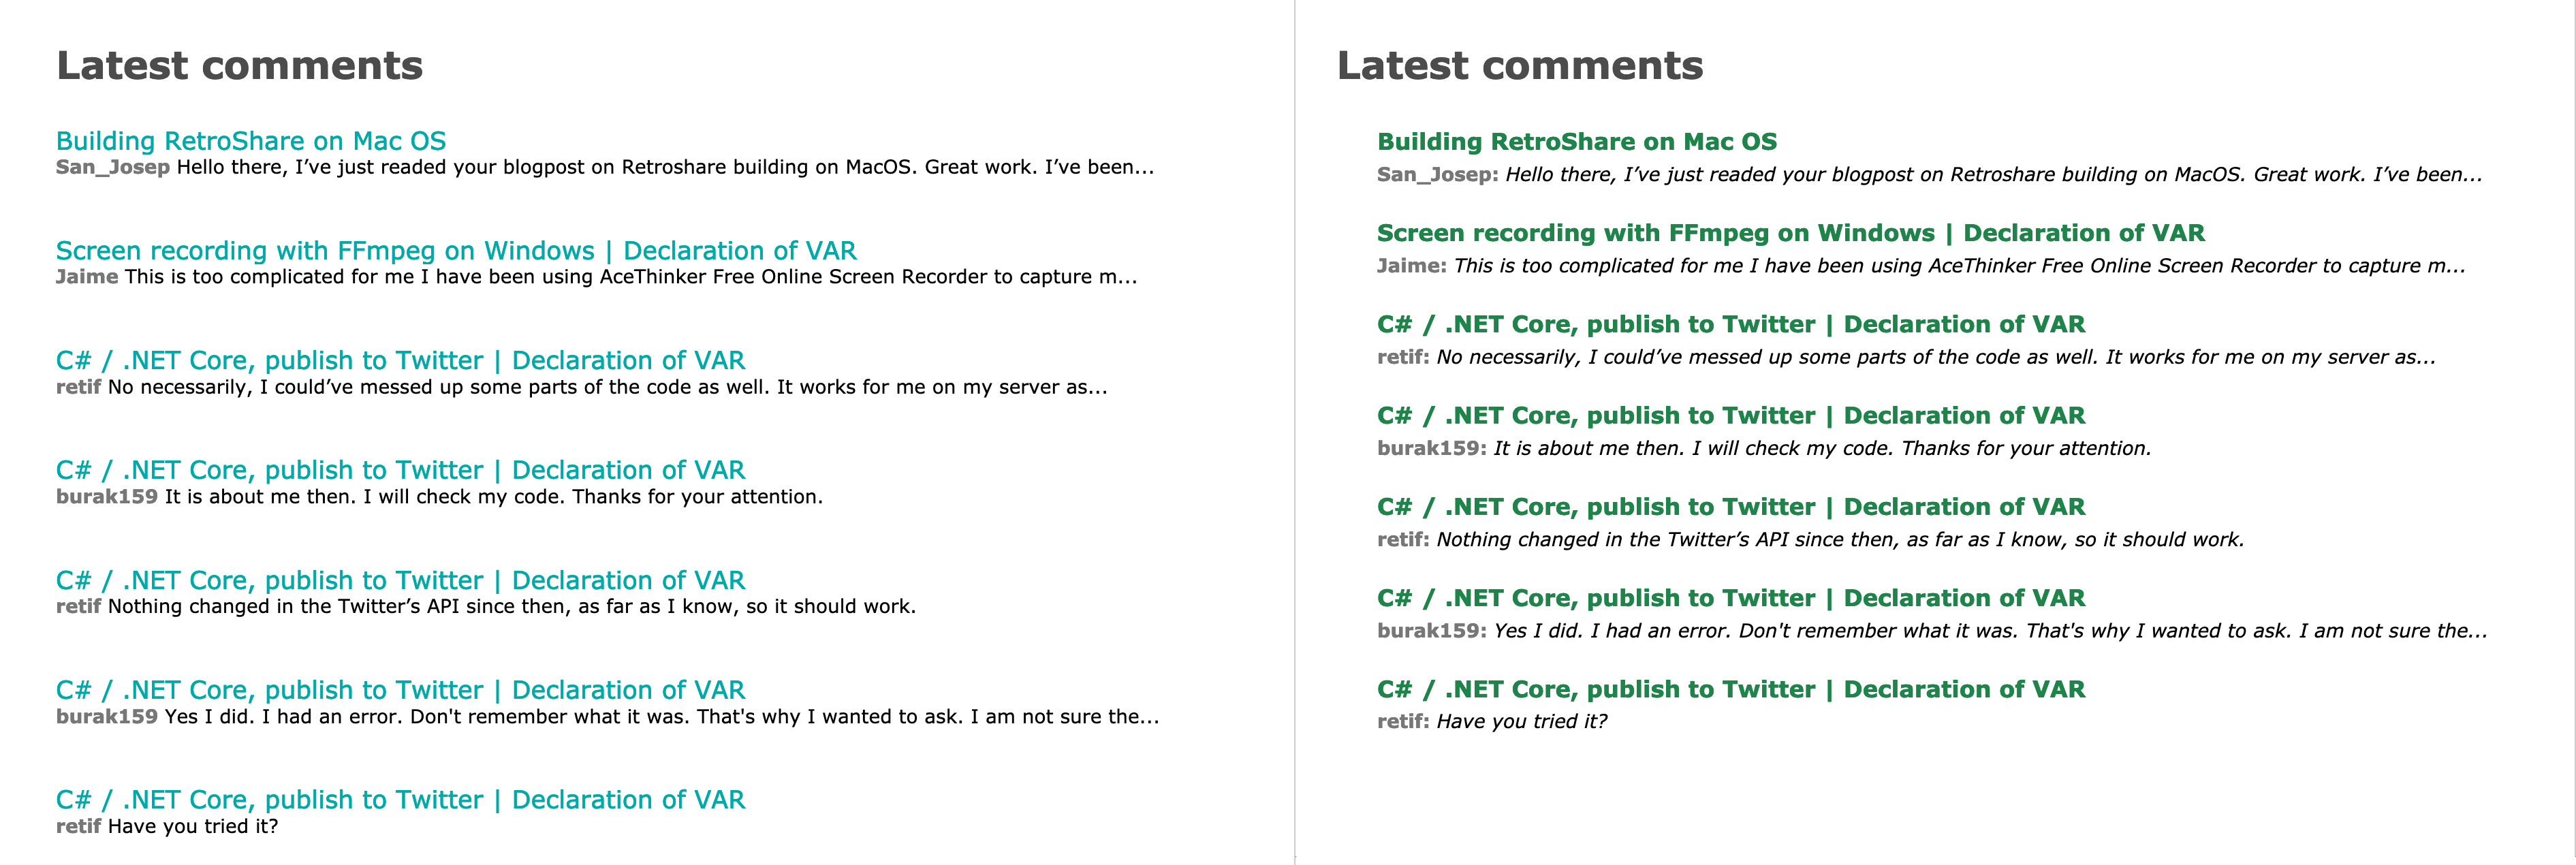 Latest comments
Building RetroShare on Mac OS
San_Josep Hello there, I’ve just readed your blogpost on Retroshare building on MacOS. Great work. I’ve been...
Screen recording with FFmpeg on Windows | Declaration of VAR
Jaime This is too complicated for me I have been using AceThinker Free Online Screen Recorder to capture m...
C# / .NET Core, publish to Twitter | Declaration of VAR
retif No necessarily, I could’ve messed up some parts of the code as well. It works for me on my server as...
C# / .NET Core, publish to Twitter | Declaration of VAR
burak159 It is about me then. I will check my code. Thanks for your attention.
C# / .NET Core, publish to Twitter | Declaration of VAR
retif Nothing changed in the Twitter’s API since then, as far as I know, so it should work.
C# / .NET Core, publish to Twitter | Declaration of VAR
burak159 Yes I did. I had an error. Don't remember what it was. That's why I wanted to ask. I am not sure the...
C# / .NET Core, publish to Twitter | Declaration of VAR
retif Have you tried it?
Latest comments
Building RetroShare on Mac OS
San_Josep: Hello there, I’ve just readed your blogpost on Retroshare building on MacOS. Great work. I’ve been...
Screen recording with FFmpeg on Windows | Declaration of VAR
Jaime: This is too complicated for me I have been using AceThinker Free Online Screen Recorder to capture m...
C# / .NET Core, publish to Twitter | Declaration of VAR
retif: No necessarily, I could’ve messed up some parts of the code as well. It works for me on my server as...
C# / .NET Core, publish to Twitter | Declaration of VAR
burak159: It is about me then. I will check my code. Thanks for your attention.
C# / .NET Core, publish to Twitter | Declaration of VAR
retif: Nothing changed in the Twitter’s API since then, as far as I know, so it should work.
C# / .NET Core, publish to Twitter | Declaration of VAR
burak159: Yes I did. I had an error. Don't remember what it was. That's why I wanted to ask. I am not sure the...
C# / .NET Core, publish to Twitter | Declaration of VAR
retif: Have you tried it?